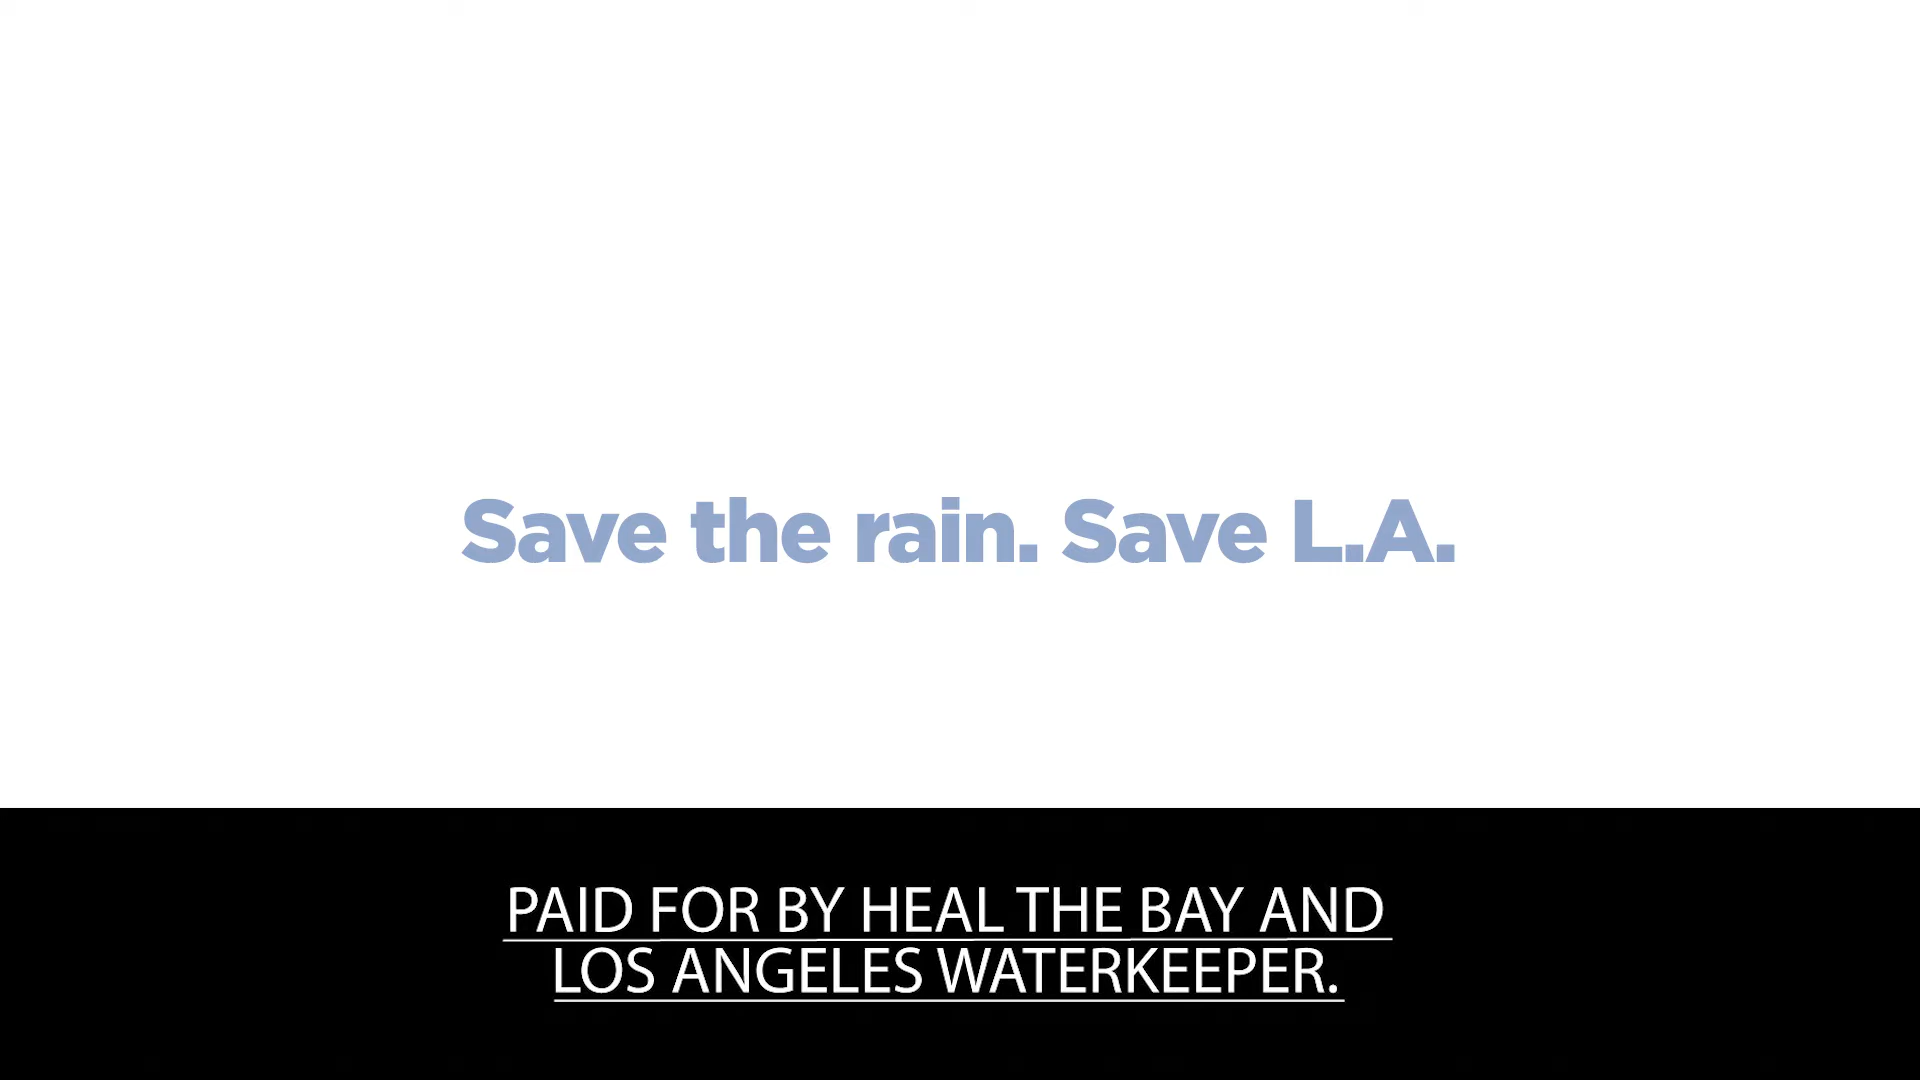 Save the rain. Save L.A.
PAID FOR BY HEAL THE BAY AND
LOS ANGELES WATERKEEPER.